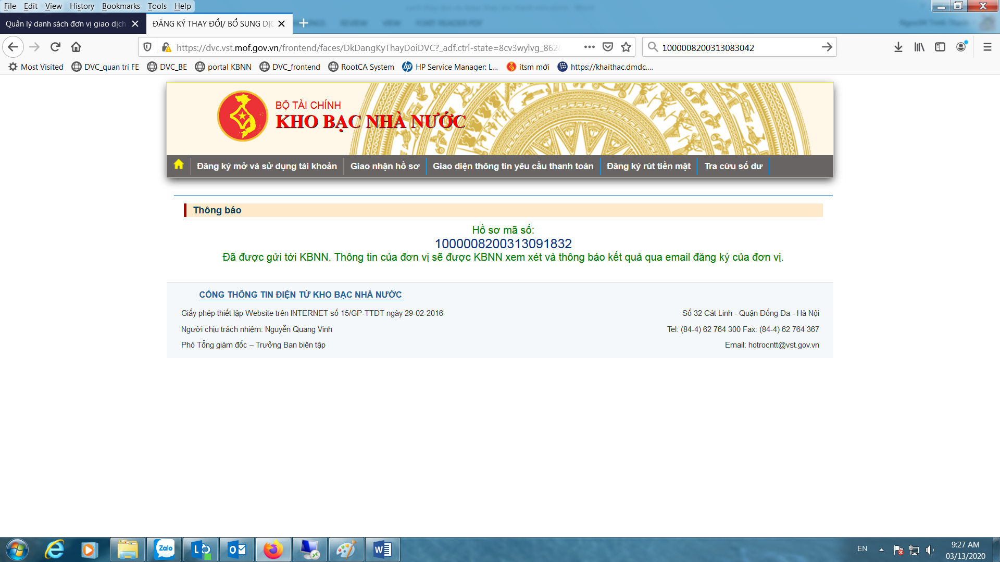 File Edit View History Bookmarks Tools Help
Quản lý danh sách đơn vị giao dịch
ĐĂNG KÝ THAY ĐỔI/ BỔ SUNG DỊC
REVIEW VIEW FOXIT READER PDF
https://dvc.vst.mof.gov.vn/frontend/faces/DkDangKyThayDoiDVC?_adf.ctrl-state=8cv3wylvg_862
1000008200313083042
Most Visited DVC_quan tri FE DVC_BE portal KBNN DVC_frontend RootCA System HP Service Manager: L... itsm mới https://khaithac.dmdc....
BỘ TÀI CHÍNH
KHO BẠC NHÀ NƯỚC
Đăng ký mở và sử dụng tài khoản Giao nhận hồ sơ Giao diện thông tin yêu cầu thanh toán Đăng ký rút tiền mặt Tra cứu số dư
Thông báo
Hồ sơ mã số:
1000008200313091832
Đã được gửi tới KBNN. Thông tin của đơn vị sẽ được KBNN xem xét và thông báo kết quả qua email đăng ký của đơn vị.
CỔNG THÔNG TIN ĐIỆN TỬ KHO BẠC NHÀ NƯỚC
Giấy phép thiết lập Website trên INTERNET số 15/GP-TTĐT ngày 29-02-2016
Số 32 Cát Linh - Quận Đống Đa - Hà Nội
Người chịu trách nhiệm: Nguyễn Quang Vinh
Tel: (84-4) 62 764 300 Fax: (84-4) 62 764 367
Phó Tổng giám đốc – Trưởng Ban biên tập
Email: hotrocntt@vst.gov.vn
Zalo
EN
9:27 AM
03/13/2020